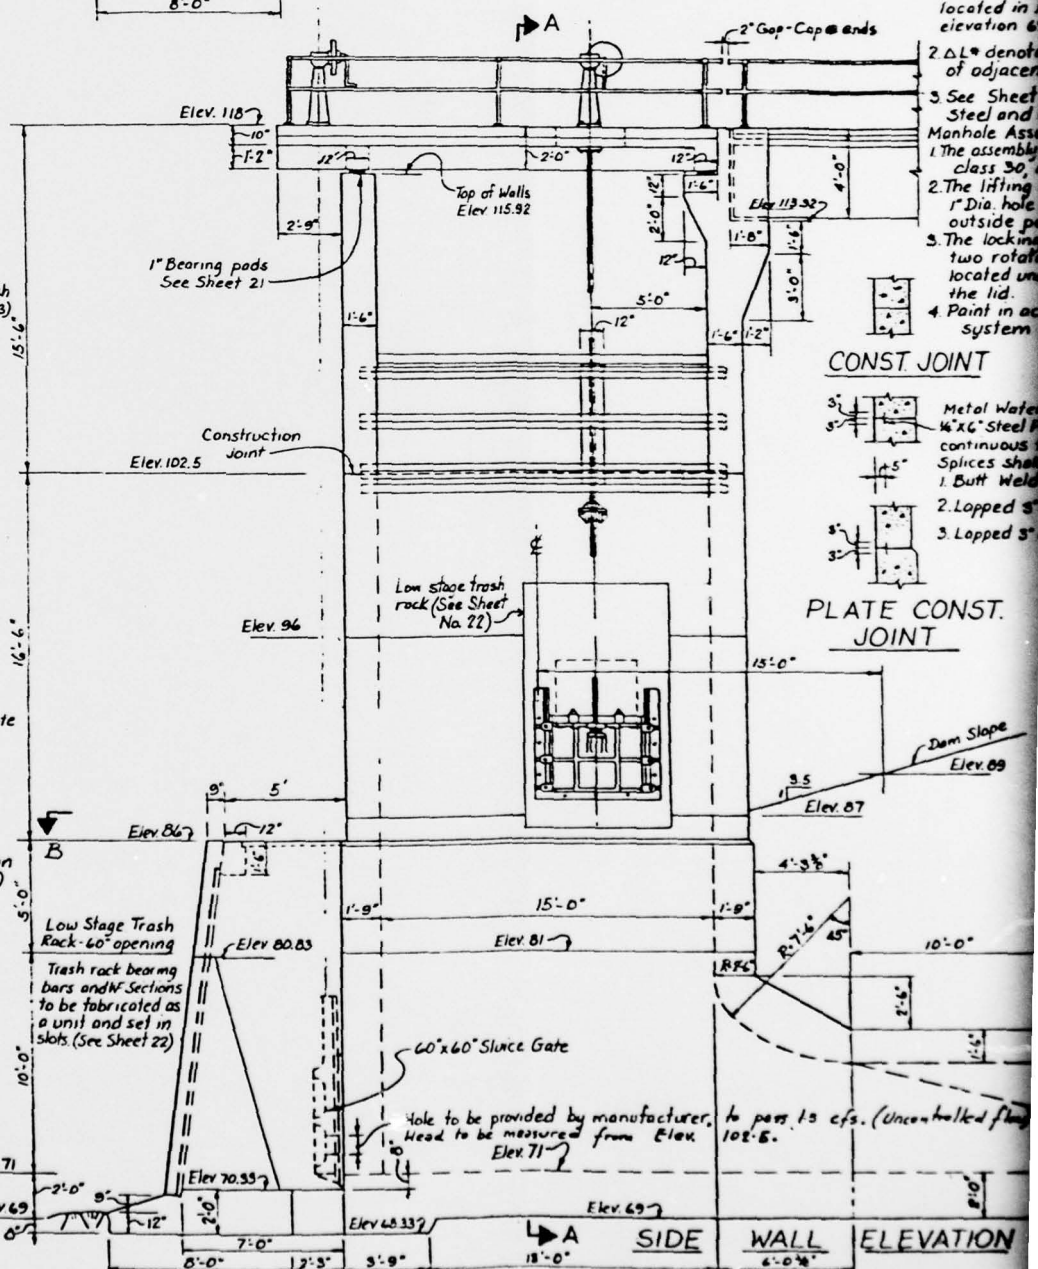 8'-0"
A
2" Gap-Cap @ ends
located in
elevation
2. ΔL* denot
of adjacen
3. See Sheet
Steel and
Manhole Ass
1. The assembly
class 30,
2. The lifting
1" Dia. hole
outside
3. The locking
two rotat
located un
the lid.
4. Paint in
system
Elev. 118
10"
1'-2"
12"
2'-0"
12"
4'-0"
Top of Walls
Elev. 115.92
12"
1'-6"
2'-0"
Elev. 113.92
2'-9"
1'-8"
1'-6"
1" Bearing pads
See Sheet 21
12"
3'-0"
5'-0"
15'-6"
1'-6"
12"
1'-6"
1'-2"
CONST. JOINT
3"
3"
Metal Wate
¼"x6" Steel
continuous
Splices shal
1. Butt Weld
2. Lapped 3"
3. Lapped 3"
5"
3"
3"
PLATE CONST.
JOINT
Construction
Joint
Elev. 102.5
℄
Low stage trash
rack (See Sheet
No. 22)
Elev. 96
16'-6"
15'-0"
Dam Slope
Elev. 89
3.5
1
Elev. 87
9"
5'
Elev. 86
12"
B
1'-6"
5'-0"
4'-3⅜"
1'-9"
15'-0"
1'-9"
Low Stage Trash
Rack-60" opening
Elev 80.83
Elev. 81
R=7'-6"
45°
10'-0"
Trash rack bearing
bars and WF Sections
to be fabricated as
a unit and set in
slots. (See Sheet 22)
2'-6"
1'-6"
10'-0"
60"x60" Sluice Gate
Hole to be provided by manufacturer, to pass 1.5 cfs. (Uncontrolled
Head to be measured from Elev. 102.5.
8"
Elev. 71
71
Elev 70.33
2'-0"
9"
12"
2'-0"
69
8"
Elev 68.33
Elev. 69
2'-0"
A
SIDE WALL ELEVATION
7'-0"
8'-0"
2'-3"
3'-9"
18'-0"